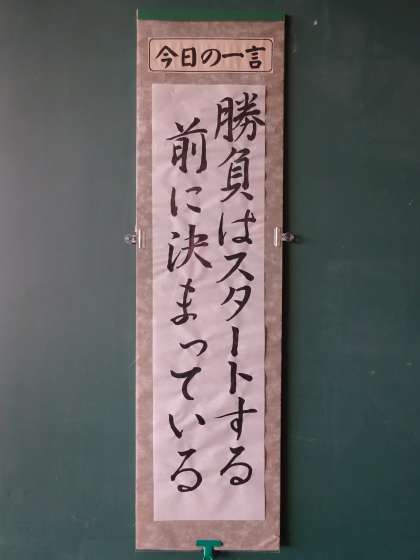 今日の一言
勝負はスタートする
前に決まっている